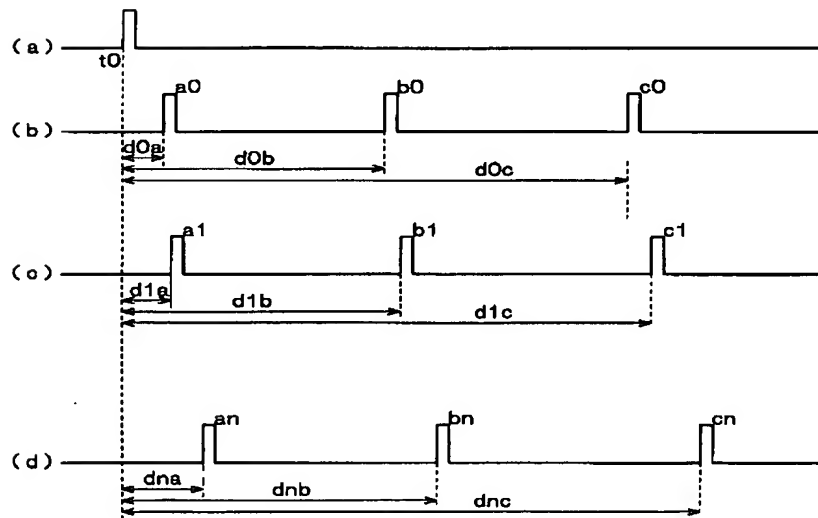 (a)
t0
a0 b0 c0
(b)
d0a
d0b
d0c
a1 b1 c1
(c)
d1a
d1b
d1c
an bn cn
(d)
dna
dnb
dnc